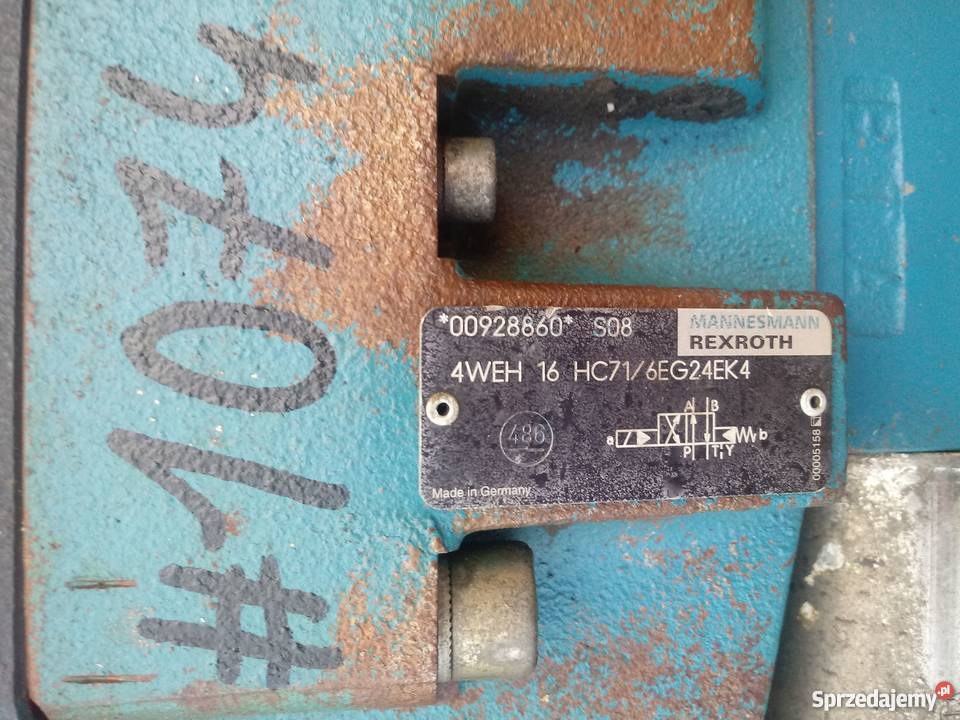 #1074
*00928860* S08
MANNESMANN
REXROTH
4WEH 16 HC71/6EG24EK4
486
A B
a b
P T Y
00005158
Made in Germany
Sprzedajemy.pl